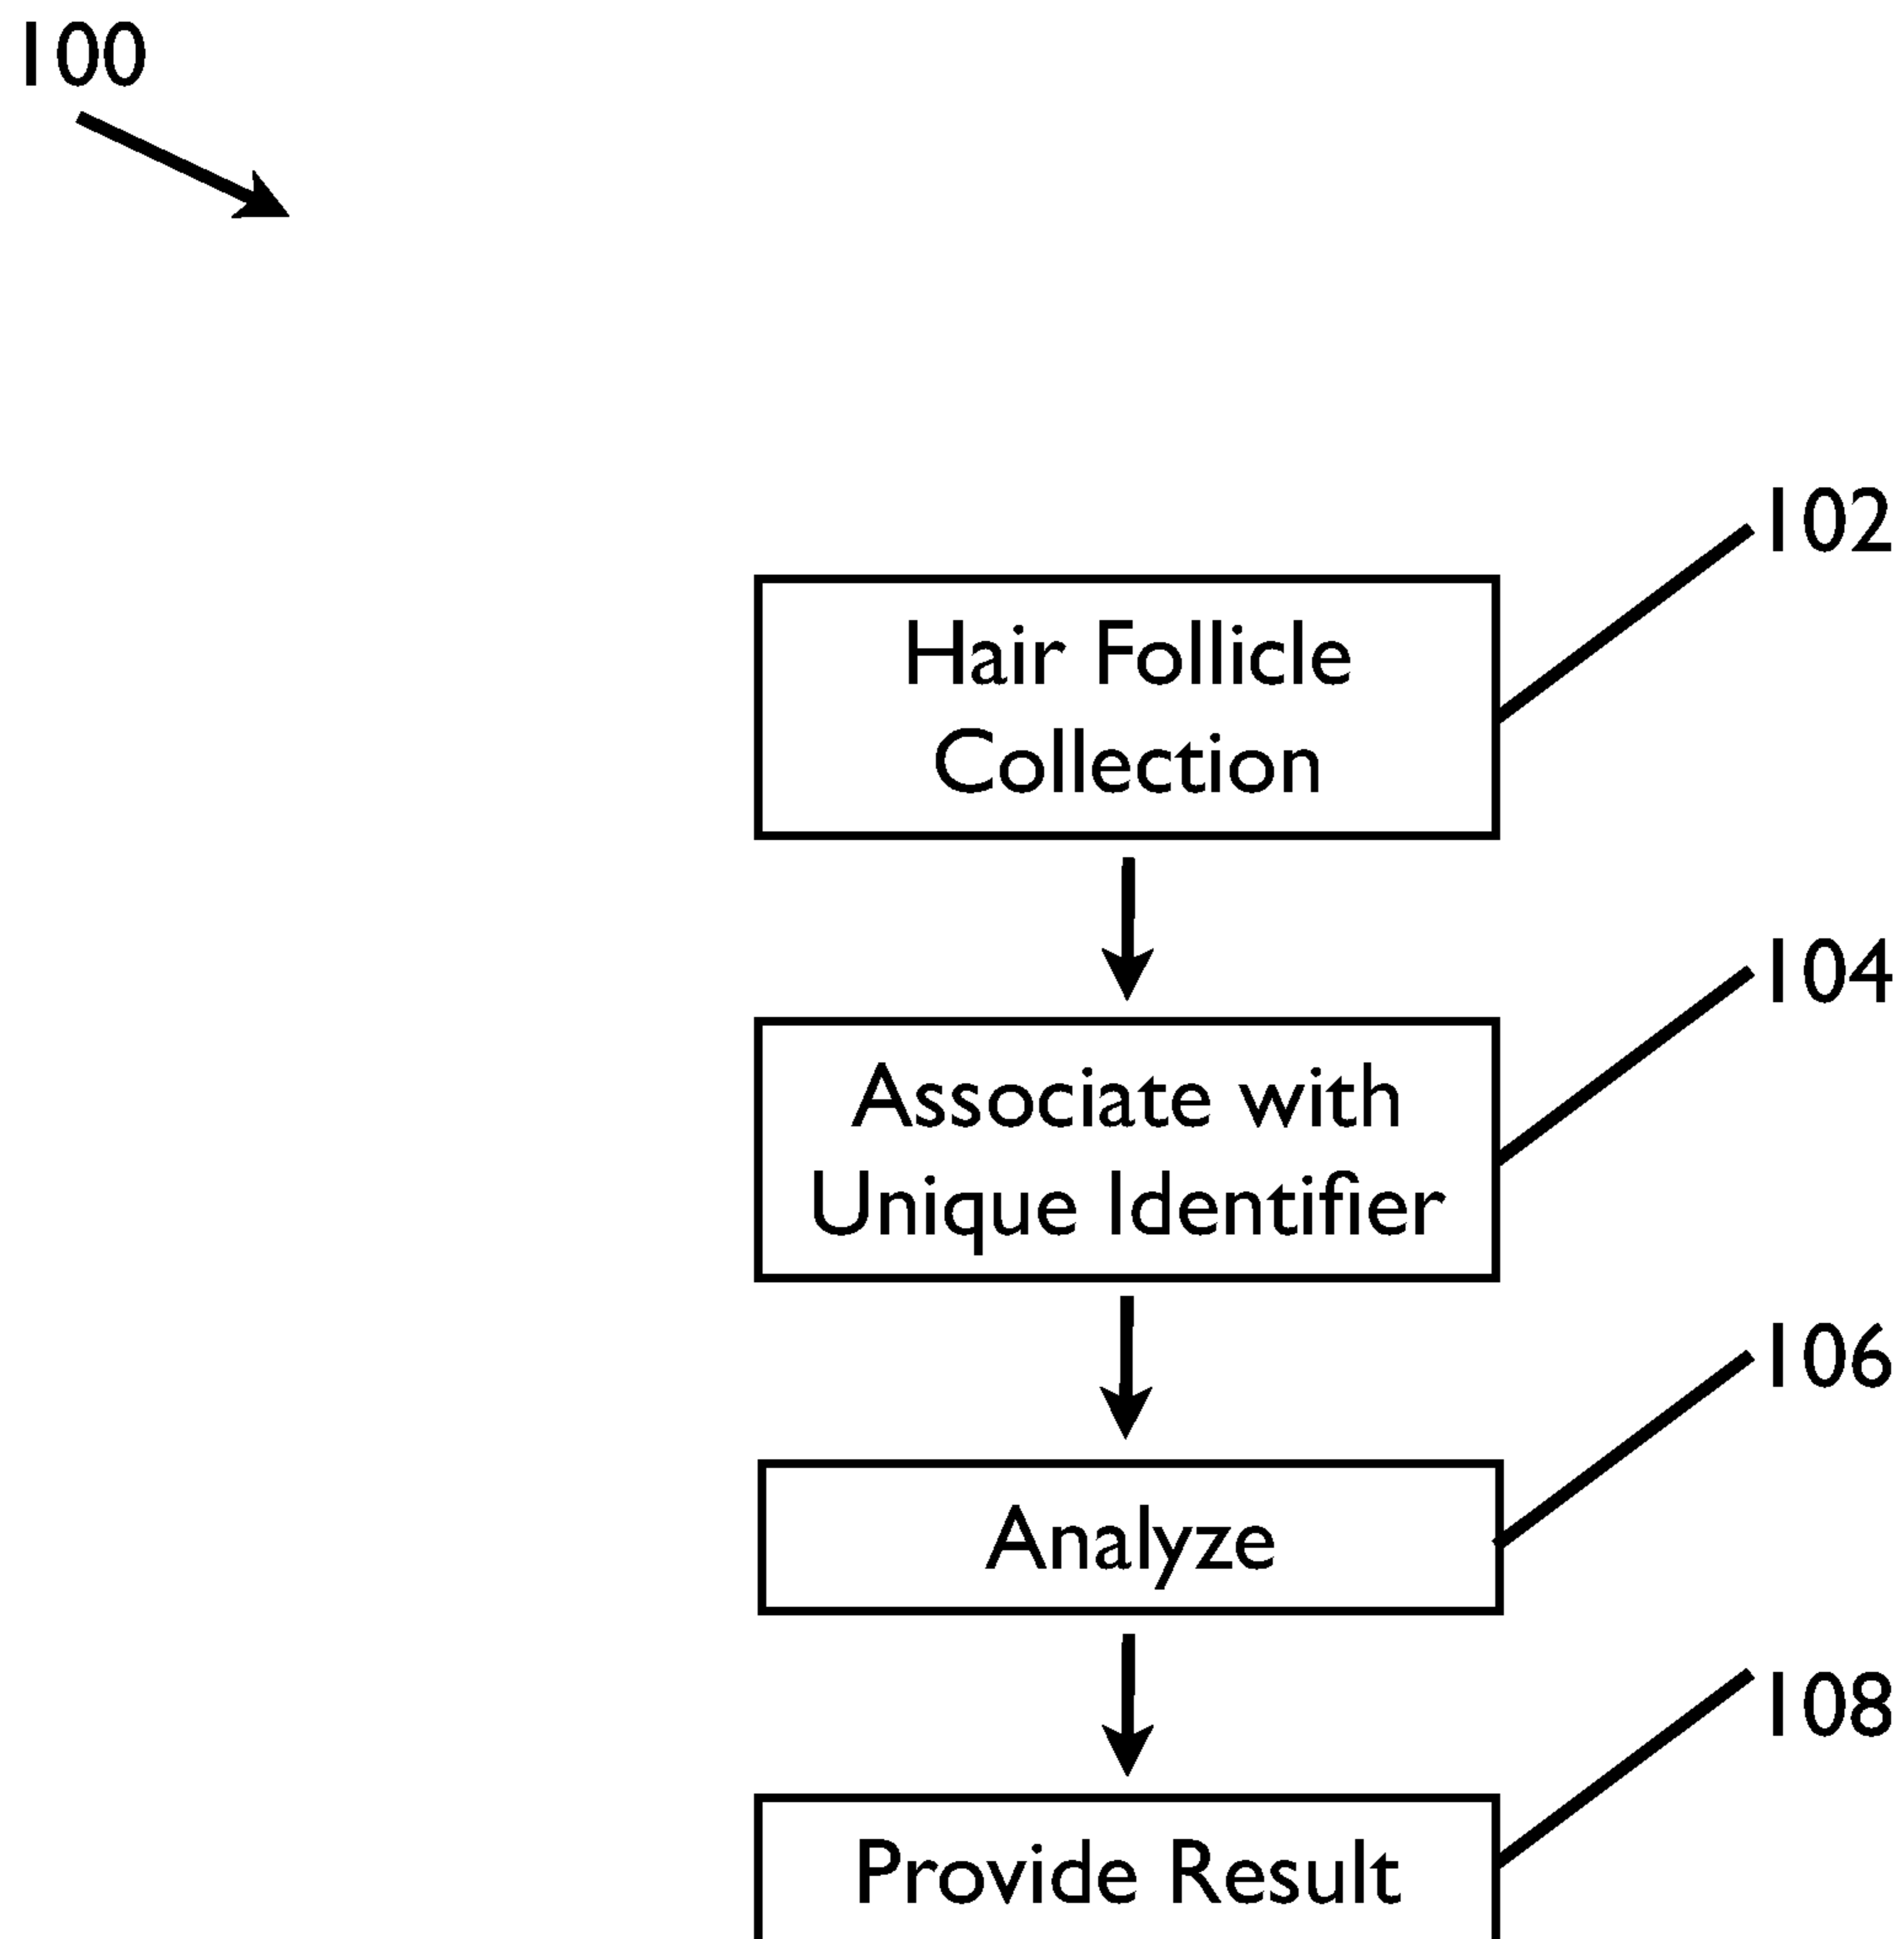 100
102
Hair Follicle
Collection
104
Associate with
Unique Identifier
106
Analyze
108
Provide Result